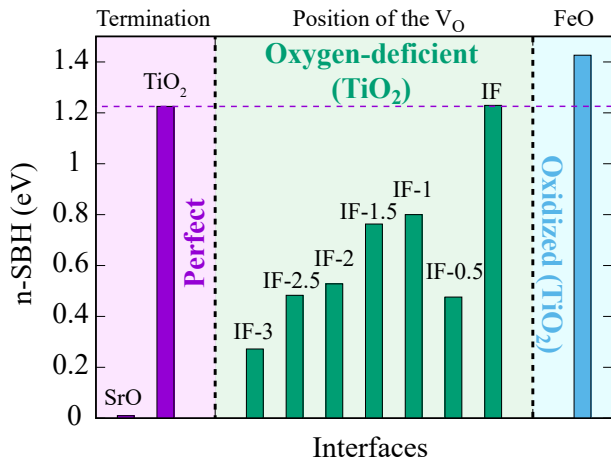 Termination
Position of the V_O
FeO
Oxygen-deficient
(TiO₂)
TiO₂
IF
1.4
1.2
1
0.8
0.6
0.4
0.2
0
n-SBH (eV)
SrO
Perfect
IF-3
IF-2.5
IF-2
IF-1.5
IF-1
IF-0.5
Oxidized (TiO₂)
Interfaces